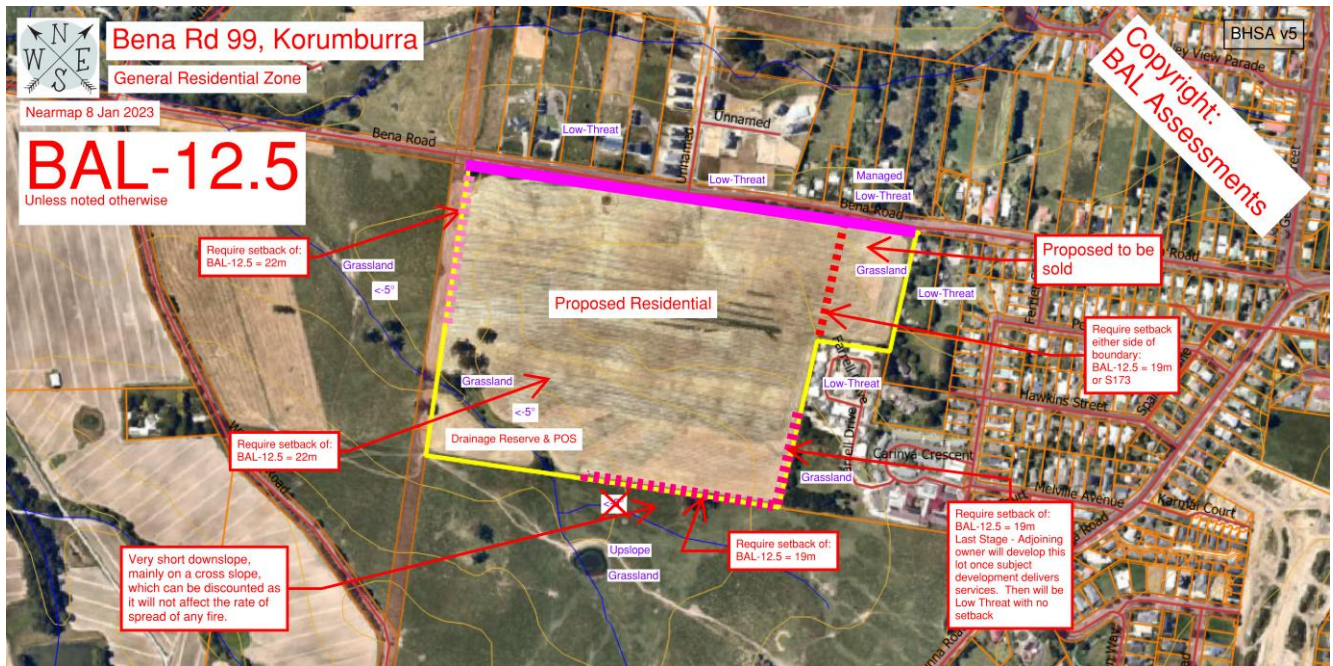 N
W E
S
Bena Rd 99, Korumburra
General Residential Zone
Nearmap 8 Jan 2023
BAL-12.5
Unless noted otherwise
BHSA v5
Copyright:
BAL Assessments
ley View Parade
Bena Road
Low-Threat
Unnamed
Unnamed
Low-Threat
Managed
Low-Threat
Bena Road
Road
Require setback of:
BAL-12.5 = 22m
Grassland
<-5°
Proposed Residential
Grassland
Proposed to be
sold
Low-Threat
Require setback
either side of
boundary:
BAL-12.5 = 19m
or S173
Low-Threat
Hawkins Street
Grassland
<-5°
Drainage Reserve & POS
Require setback of:
BAL-12.5 = 22m
Carinya Crescent
Grassland
Melville Avenue
Karmai Court
Very short downslope,
mainly on a cross slope,
which can be discounted as
it will not affect the rate of
spread of any fire.
Upslope
Grassland
Require setback of:
BAL-12.5 = 19m
Require setback of:
BAL-12.5 = 19m
Last Stage - Adjoining
owner will develop this
lot once subject
development delivers
services. Then will be
Low Threat with no
setback